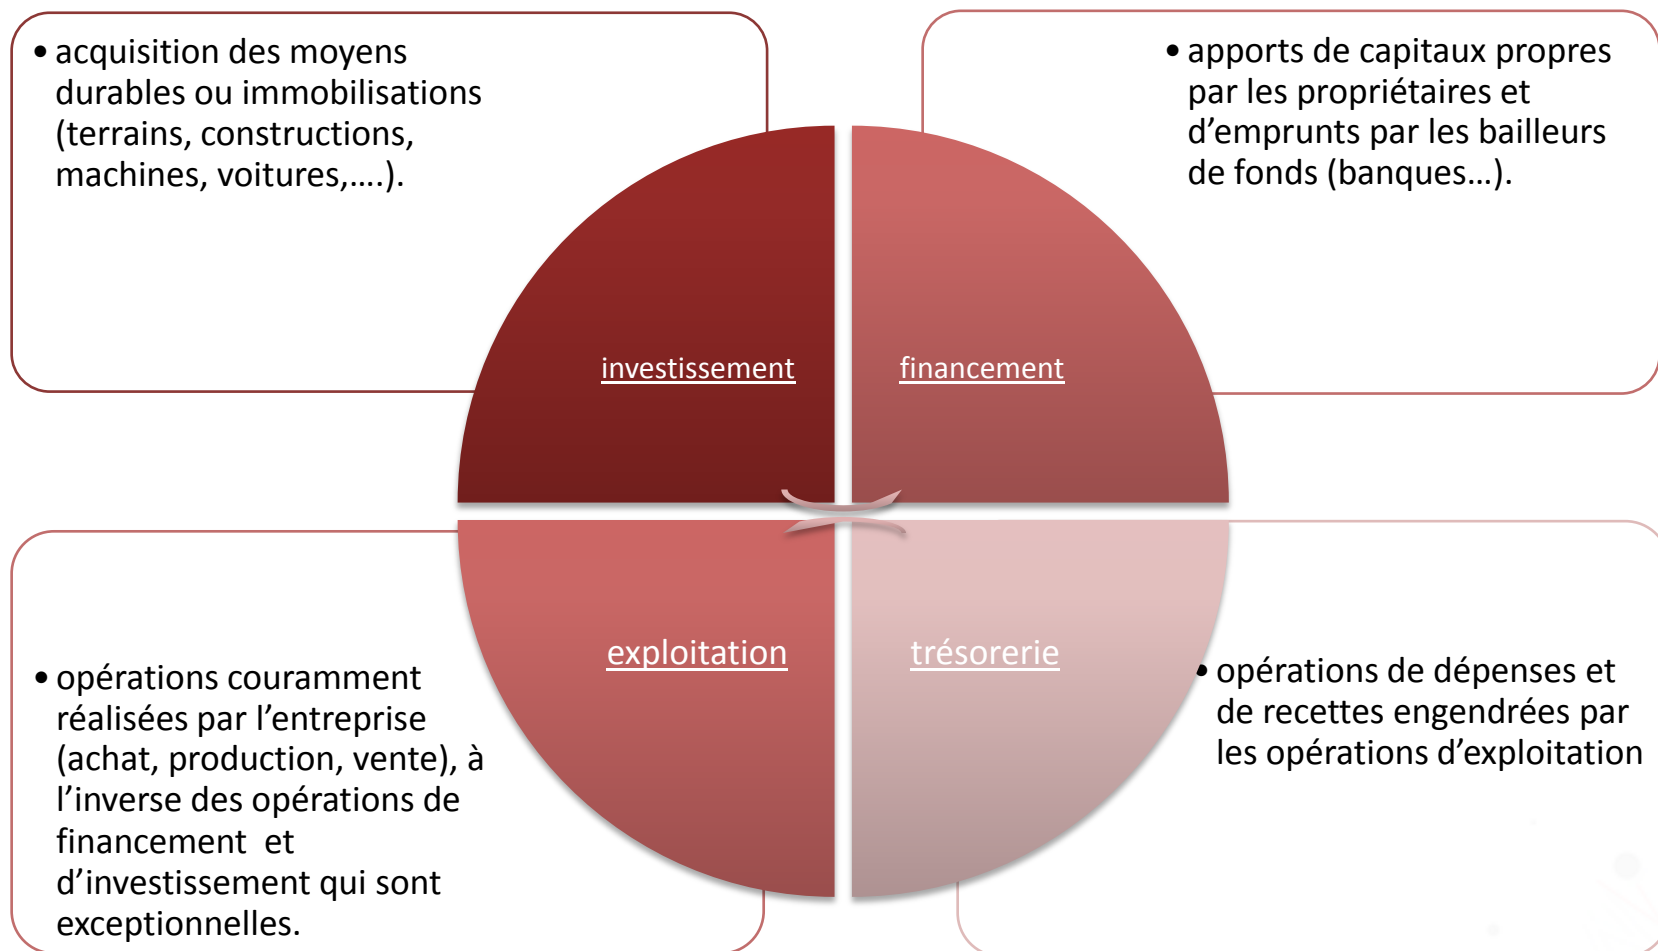 • acquisition des moyens
durables ou immobilisations
(terrains, constructions,
machines, voitures,....).
• apports de capitaux propres
par les propriétaires et
d’emprunts par les bailleurs
de fonds (banques…).
investissement
financement
exploitation
trésorerie
• opérations couramment
réalisées par l’entreprise
(achat, production, vente), à
l’inverse des opérations de
financement  et
d’investissement qui sont
exceptionnelles.
• opérations de dépenses et
de recettes engendrées par
les opérations d’exploitation